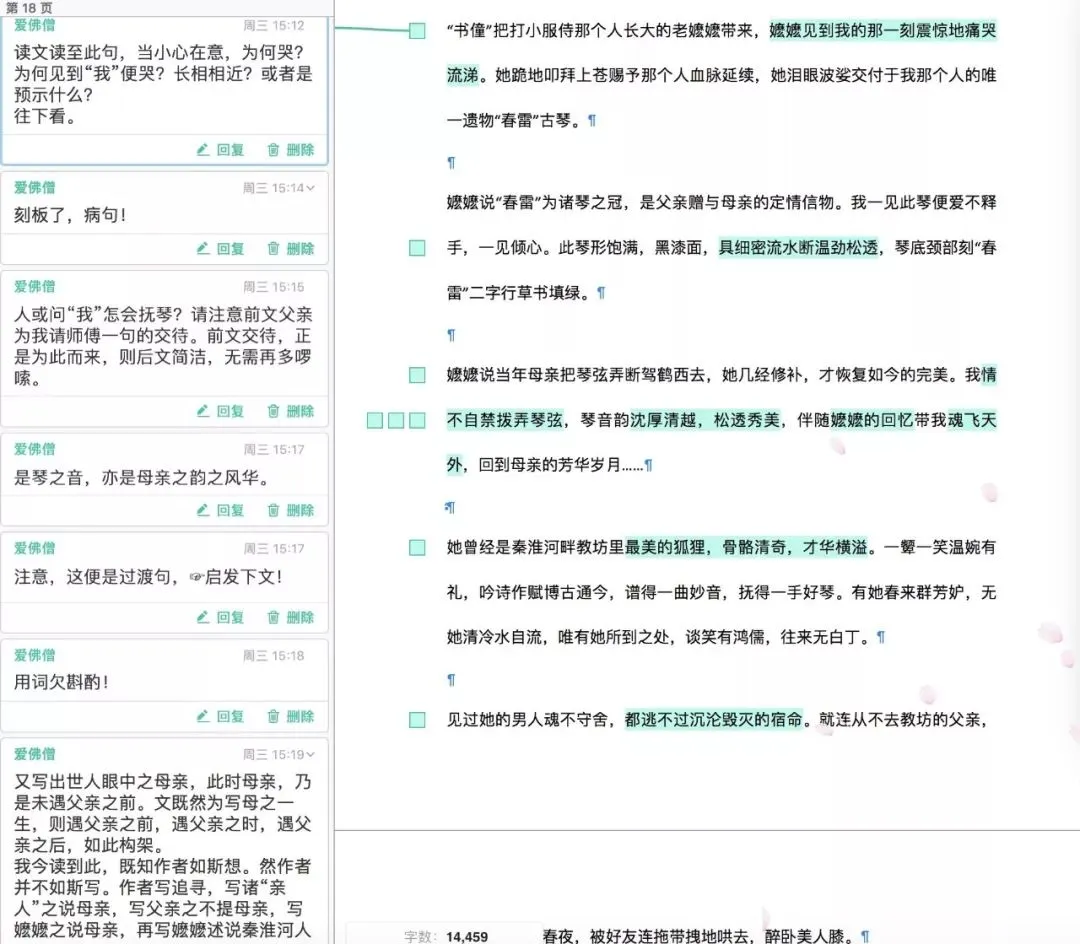 第 18 页
爱佛僧 周三 15:12
读文读至此句，当小心在意，为何哭？
为何见到“我”便哭？长相相近？或者是
预示什么？
往下看。
回复 删除
爱佛僧 周三 15:14
刻板了，病句！
回复 删除
爱佛僧 周三 15:15
人或问“我”怎会抚琴？请注意前文父亲
为我请师傅一句的交待。前文交待，正
是为此而来，则后文简洁，无需再多啰
嗦。
回复 删除
爱佛僧 周三 15:17
是琴之音，亦是母亲之韵之风华。
回复 删除
爱佛僧 周三 15:17
注意，这便是过渡句，☞启发下文！
回复 删除
爱佛僧 周三 15:18
用词欠斟酌！
回复 删除
爱佛僧 周三 15:19
又写出世人眼中之母亲，此时母亲，乃
是未遇父亲之前。文既然为写母之一
生，则遇父亲之前，遇父亲之时，遇父
亲之后，如此构架。
我今读到此，既知作者如斯想。然作者
并不如斯写。作者写追寻，写诸“亲
人”之说母亲，写父亲之不提母亲，写
嬷嬷之说母亲，再写嬷嬷述说秦淮河人
“书僮”把打小服侍那个人长大的老嬷嬷带来，嬷嬷见到我的那一刻震惊地痛哭
流涕。她跪地叩拜上苍赐予那个人血脉延续，她泪眼波娑交付于我那个人的唯
一遗物“春雷”古琴。¶
¶
嬷嬷说“春雷”为诸琴之冠，是父亲赠与母亲的定情信物。我一见此琴便爱不释
手，一见倾心。此琴形饱满，黑漆面，具细密流水断温劲松透，琴底颈部刻“春
雷”二字行草书填绿。¶
¶
嬷嬷说当年母亲把琴弦弄断驾鹤西去，她几经修补，才恢复如今的完美。我情
不自禁拨弄琴弦，琴音韵沈厚清越，松透秀美，伴随嬷嬷的回忆带我魂飞天
外，回到母亲的芳华岁月……¶
¶
她曾经是秦淮河畔教坊里最美的狐狸，骨骼清奇，才华横溢。一颦一笑温婉有
礼，吟诗作赋博古通今，谱得一曲妙音，抚得一手好琴。有她春来群芳妒，无
她清冷水自流，唯有她所到之处，谈笑有鸿儒，往来无白丁。¶
¶
见过她的男人魂不守舍，都逃不过沉沦毁灭的宿命。就连从不去教坊的父亲，
春夜，被好友连拖带拽地哄去，醉卧美人膝。¶
字数： 14,459